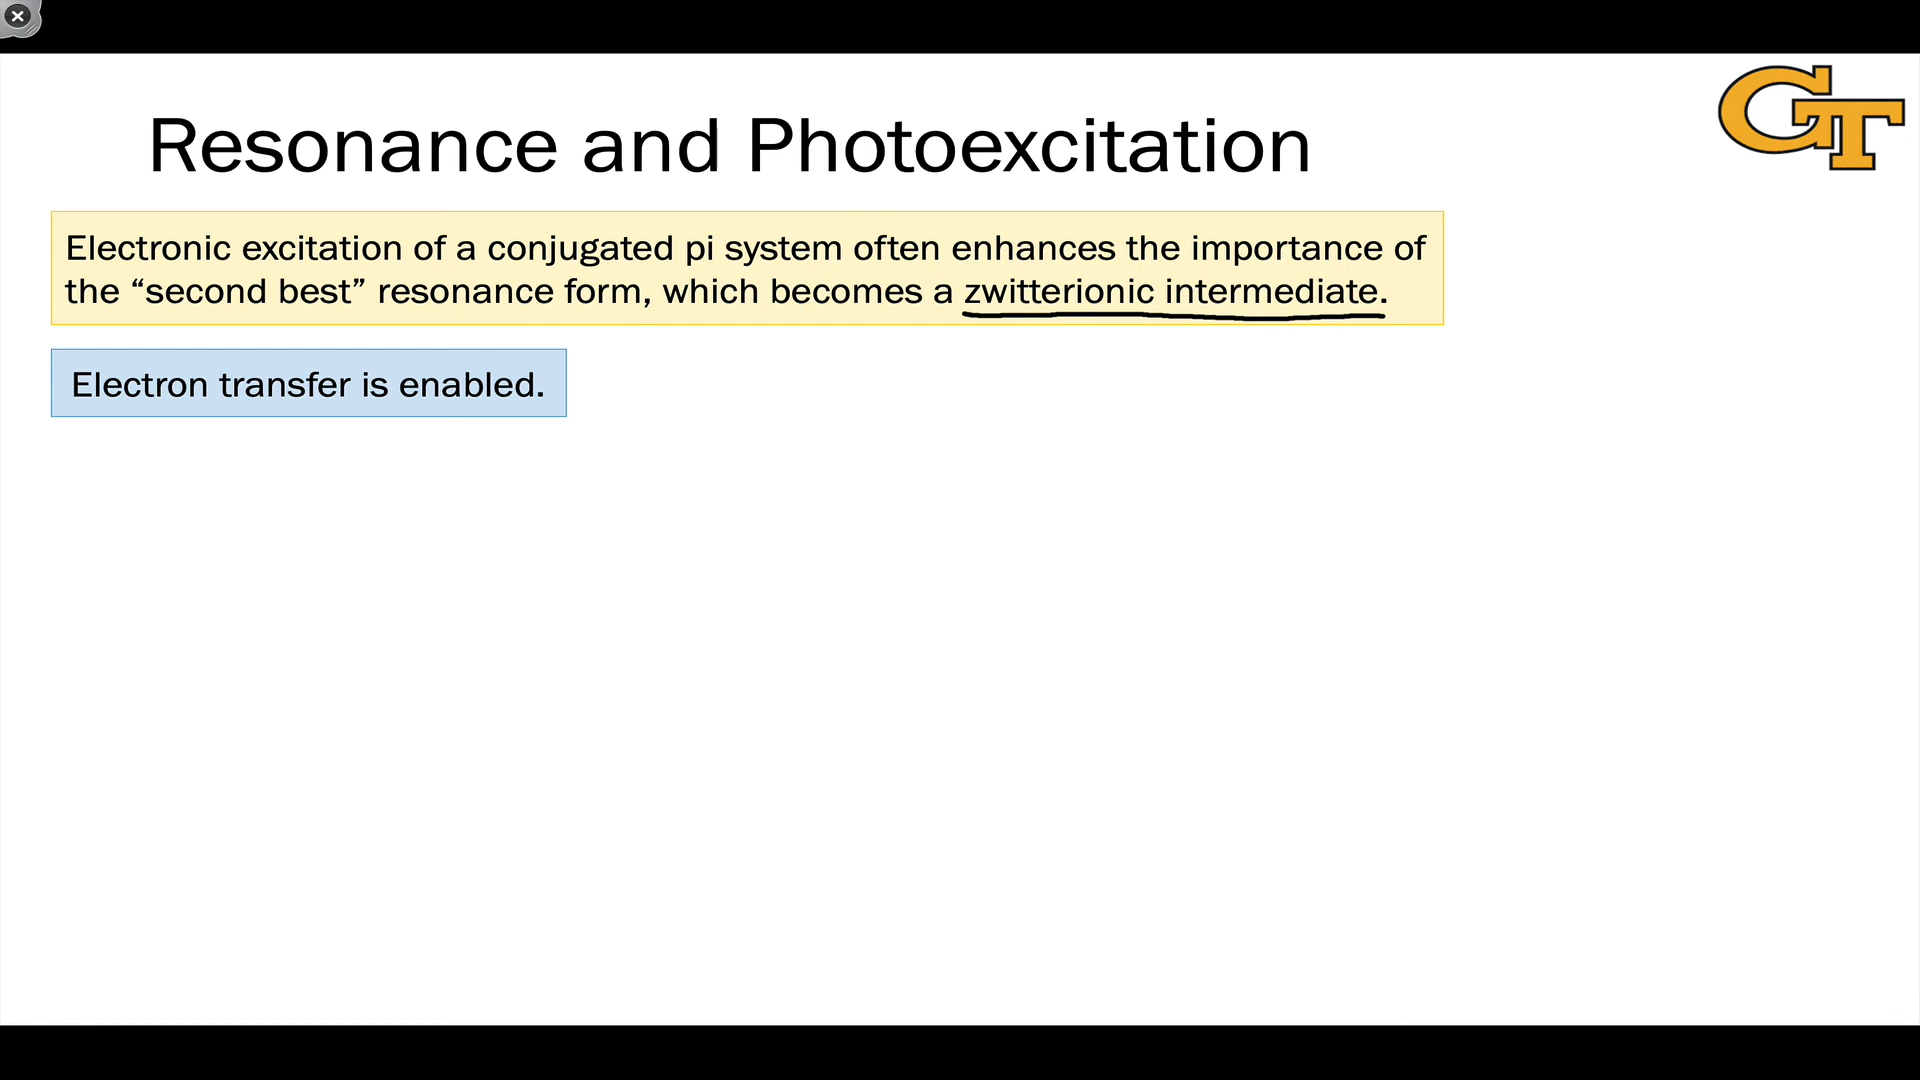 GT
Resonance and Photoexcitation
Electronic excitation of a conjugated pi system often enhances the importance of
the “second best” resonance form, which becomes a zwitterionic intermediate.
Electron transfer is enabled.